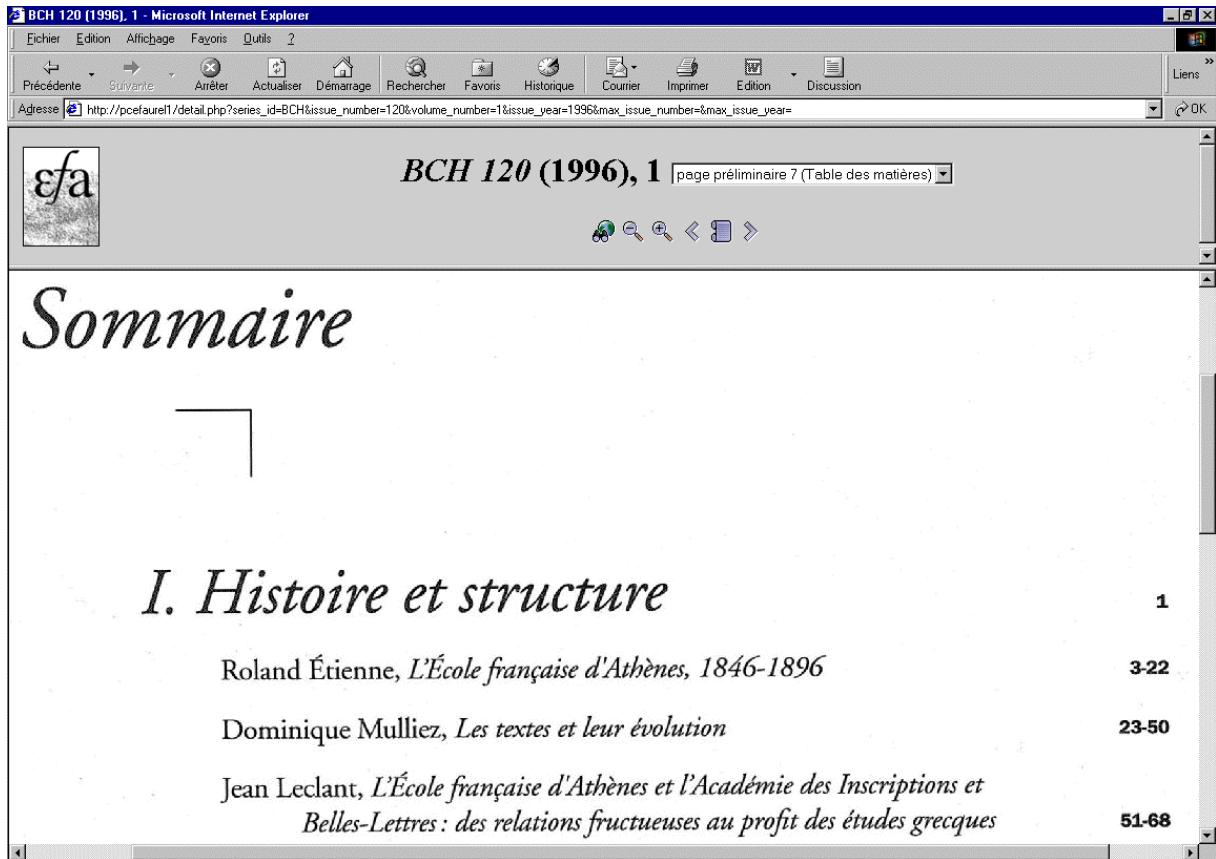 BCH 120 (1996), 1 - Microsoft Internet Explorer
Fichier Edition Affichage Favoris Outils ?
Précédente Suivante Arrêter Actualiser Démarrage Rechercher Favoris Historique Courrier Imprimer Edition Discussion Liens »
Adresse http://pcefaurel1/detail.php?series_id=BCH&issue_number=120&volume_number=1&issue_year=1996&max_issue_number=&max_issue_year= OK
εfa
BCH 120 (1996), 1 page préliminaire 7 (Table des matières)
Sommaire
I. Histoire et structure 1
Roland Étienne, L'École française d'Athènes, 1846-1896 3-22
Dominique Mulliez, Les textes et leur évolution 23-50
Jean Leclant, L'École française d'Athènes et l'Académie des Inscriptions et
Belles-Lettres : des relations fructueuses au profit des études grecques 51-68